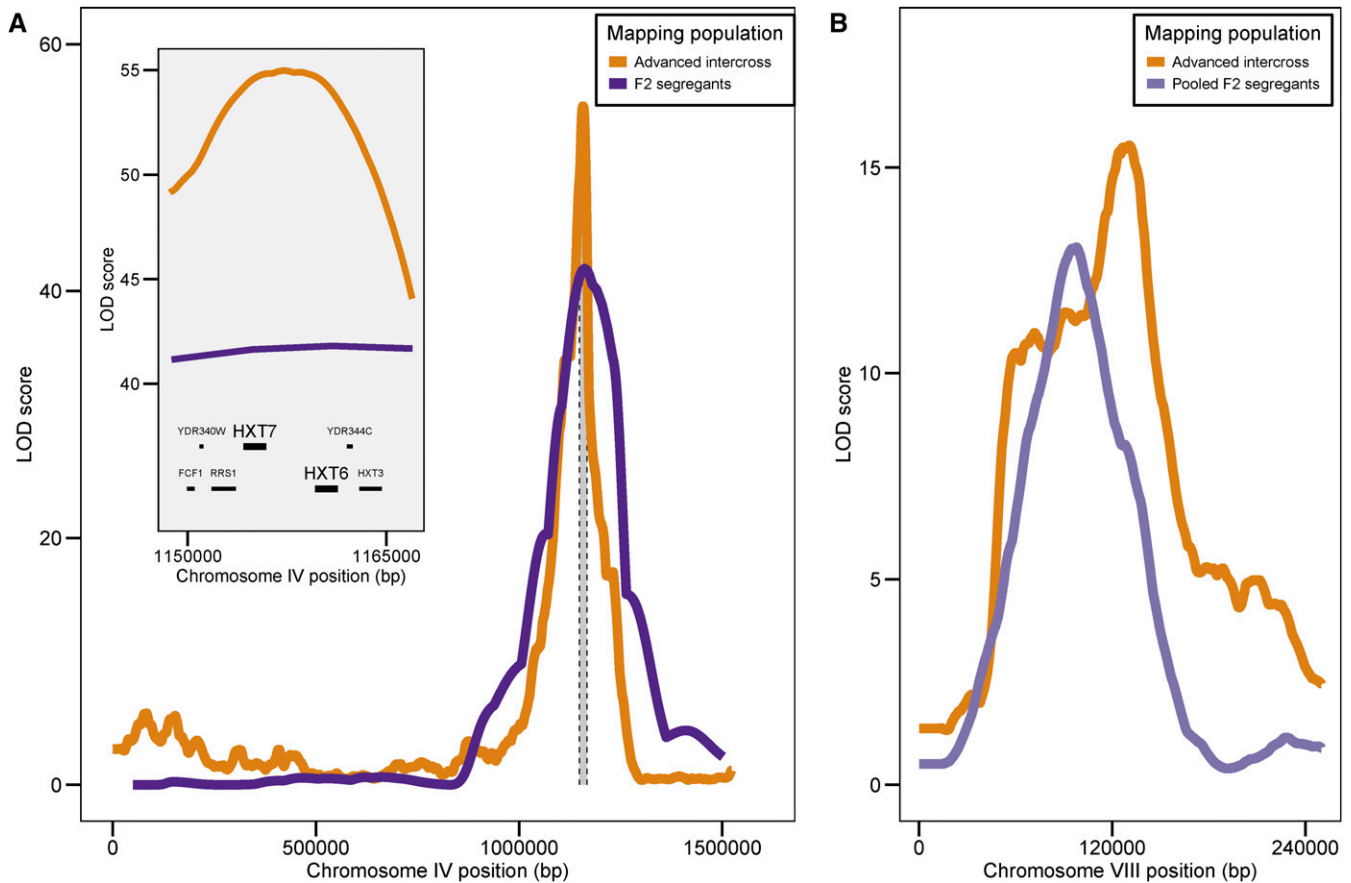 A
60
40
20
0
LOD score
0
500000
1000000
1500000
Chromosome IV position (bp)
Mapping population
Advanced intercross
F2 segregants
55
50
45
40
LOD score
YDR340W
HXT7
YDR344C
FCF1
RRS1
HXT6
HXT3
1150000
1165000
Chromosome IV position (bp)
B
Mapping population
Advanced intercross
Pooled F2 segregants
15
10
5
0
LOD score
0
120000
240000
Chromosome VIII position (bp)